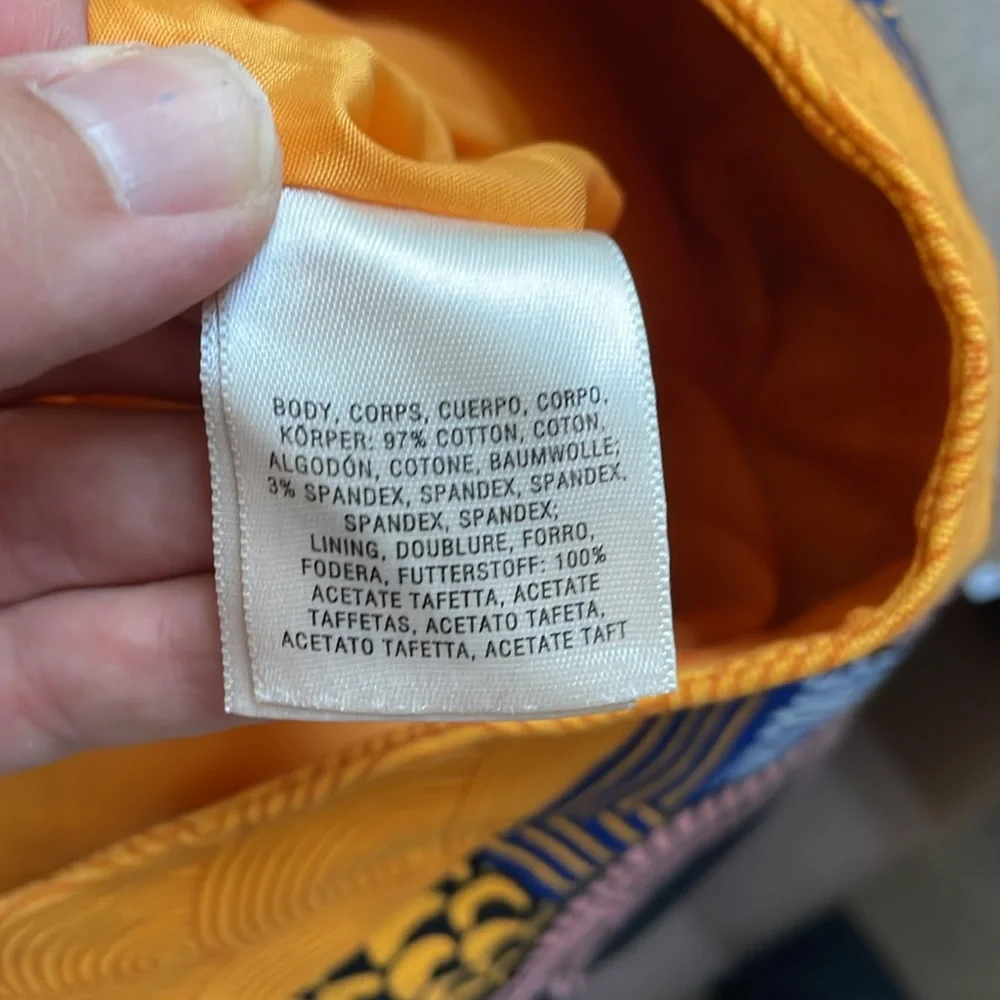 BODY, CORPS, CUERPO, CORPO,
KÖRPER: 97% COTTON, COTON,
ALGODÓN, COTONE, BAUMWOLLE;
3% SPANDEX, SPANDEX, SPANDEX,
SPANDEX, SPANDEX;
LINING, DOUBLURE, FORRO,
FODERA, FUTTERSTOFF: 100%
ACETATE TAFETTA, ACETATE
TAFFETAS, ACETATO TAFETA,
ACETATO TAFETTA, ACETATE TAFT